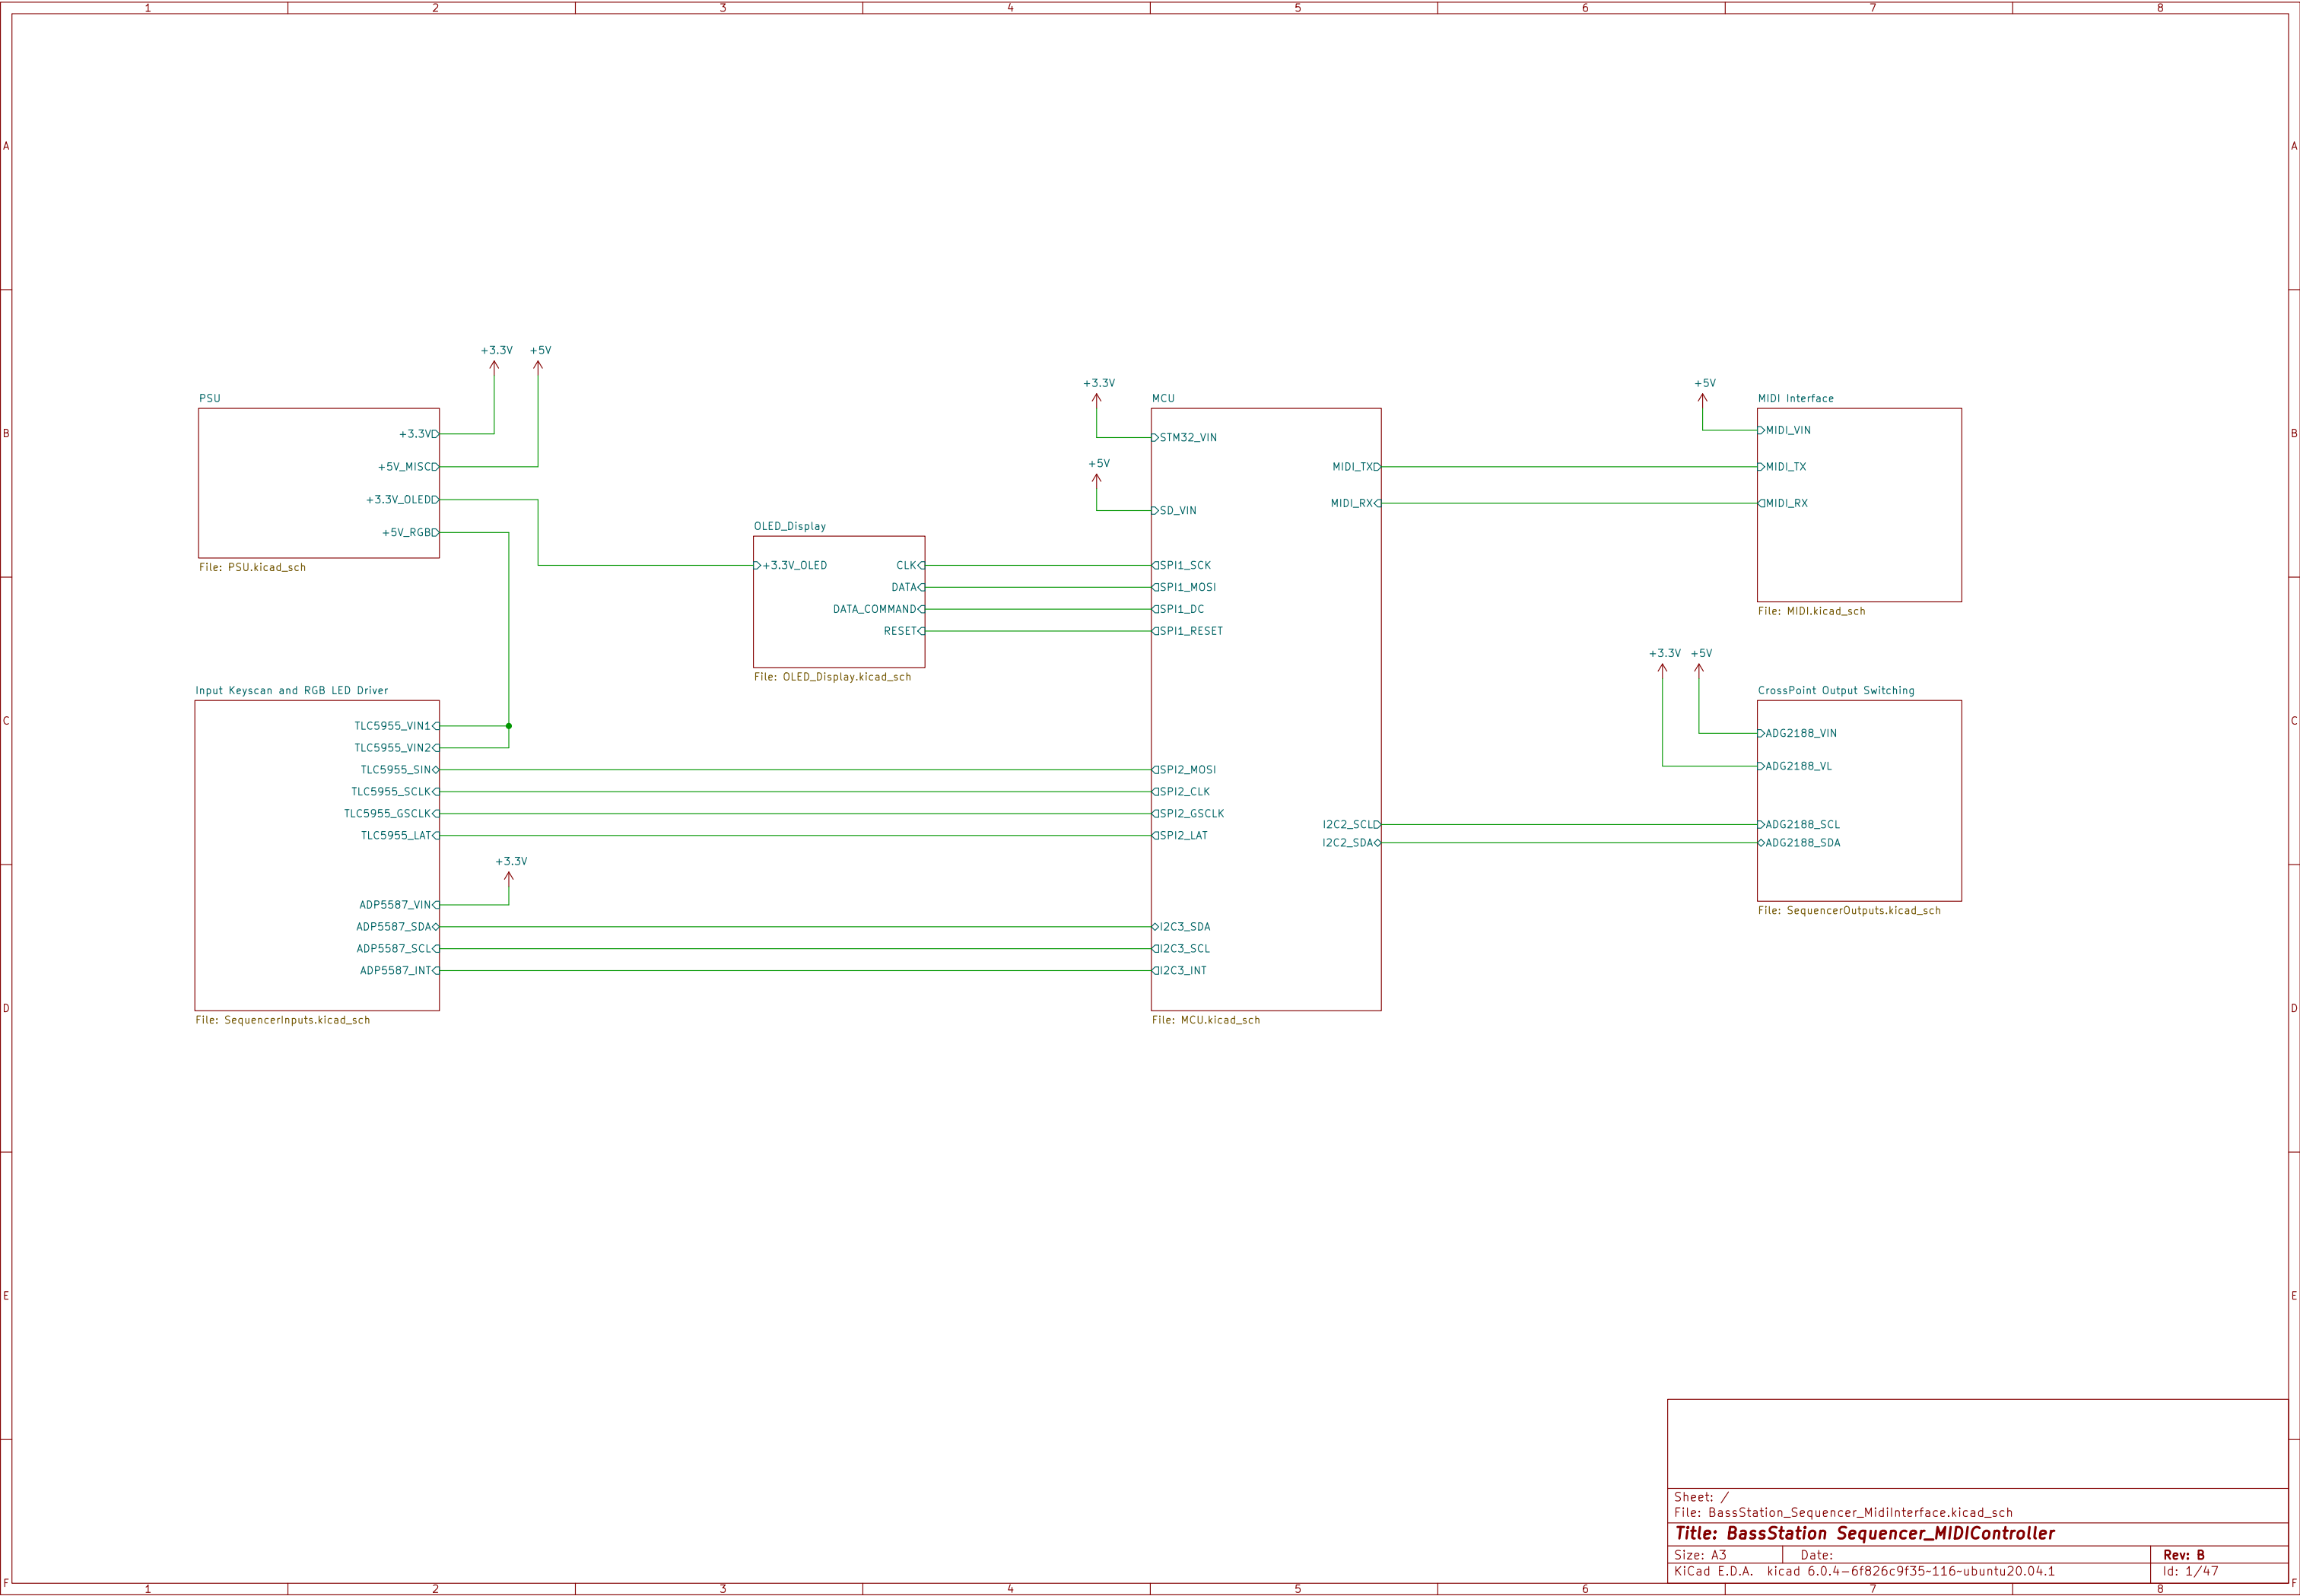 1 2 3 4 5 6 7 8
A A
+3.3V +5V
PSU
+3.3V
+5V_MISC
+3.3V_OLED
+5V_RGB
File: PSU.kicad_sch
B B
OLED_Display
+3.3V_OLED CLK
DATA
DATA_COMMAND
RESET
File: OLED_Display.kicad_sch
+3.3V
MCU
STM32_VIN
+5V
MIDI_TX
SD_VIN MIDI_RX
SPI1_SCK
SPI1_MOSI
SPI1_DC
SPI1_RESET
SPI2_MOSI
SPI2_CLK
SPI2_GSCLK
I2C2_SCL
SPI2_LAT
I2C2_SDA
I2C3_SDA
I2C3_SCL
I2C3_INT
File: MCU.kicad_sch
+5V
MIDI Interface
MIDI_VIN
MIDI_TX
MIDI_RX
File: MIDI.kicad_sch
Input Keyscan and RGB LED Driver
C C
TLC5955_VIN1
TLC5955_VIN2
TLC5955_SIN
TLC5955_SCLK
TLC5955_GSCLK
TLC5955_LAT
+3.3V
ADP5587_VIN
ADP5587_SDA
ADP5587_SCL
ADP5587_INT
File: SequencerInputs.kicad_sch
+3.3V +5V
CrossPoint Output Switching
ADG2188_VIN
ADG2188_VL
ADG2188_SCL
ADG2188_SDA
File: SequencerOutputs.kicad_sch
D D
E E
Sheet: /
File: BassStation_Sequencer_MidiInterface.kicad_sch
Title: BassStation Sequencer_MIDIController
Size: A3 Date: Rev: B
KiCad E.D.A. kicad 6.0.4-6f826c9f35~116~ubuntu20.04.1 Id: 1/47
F F
1 2 3 4 5 6 7 8